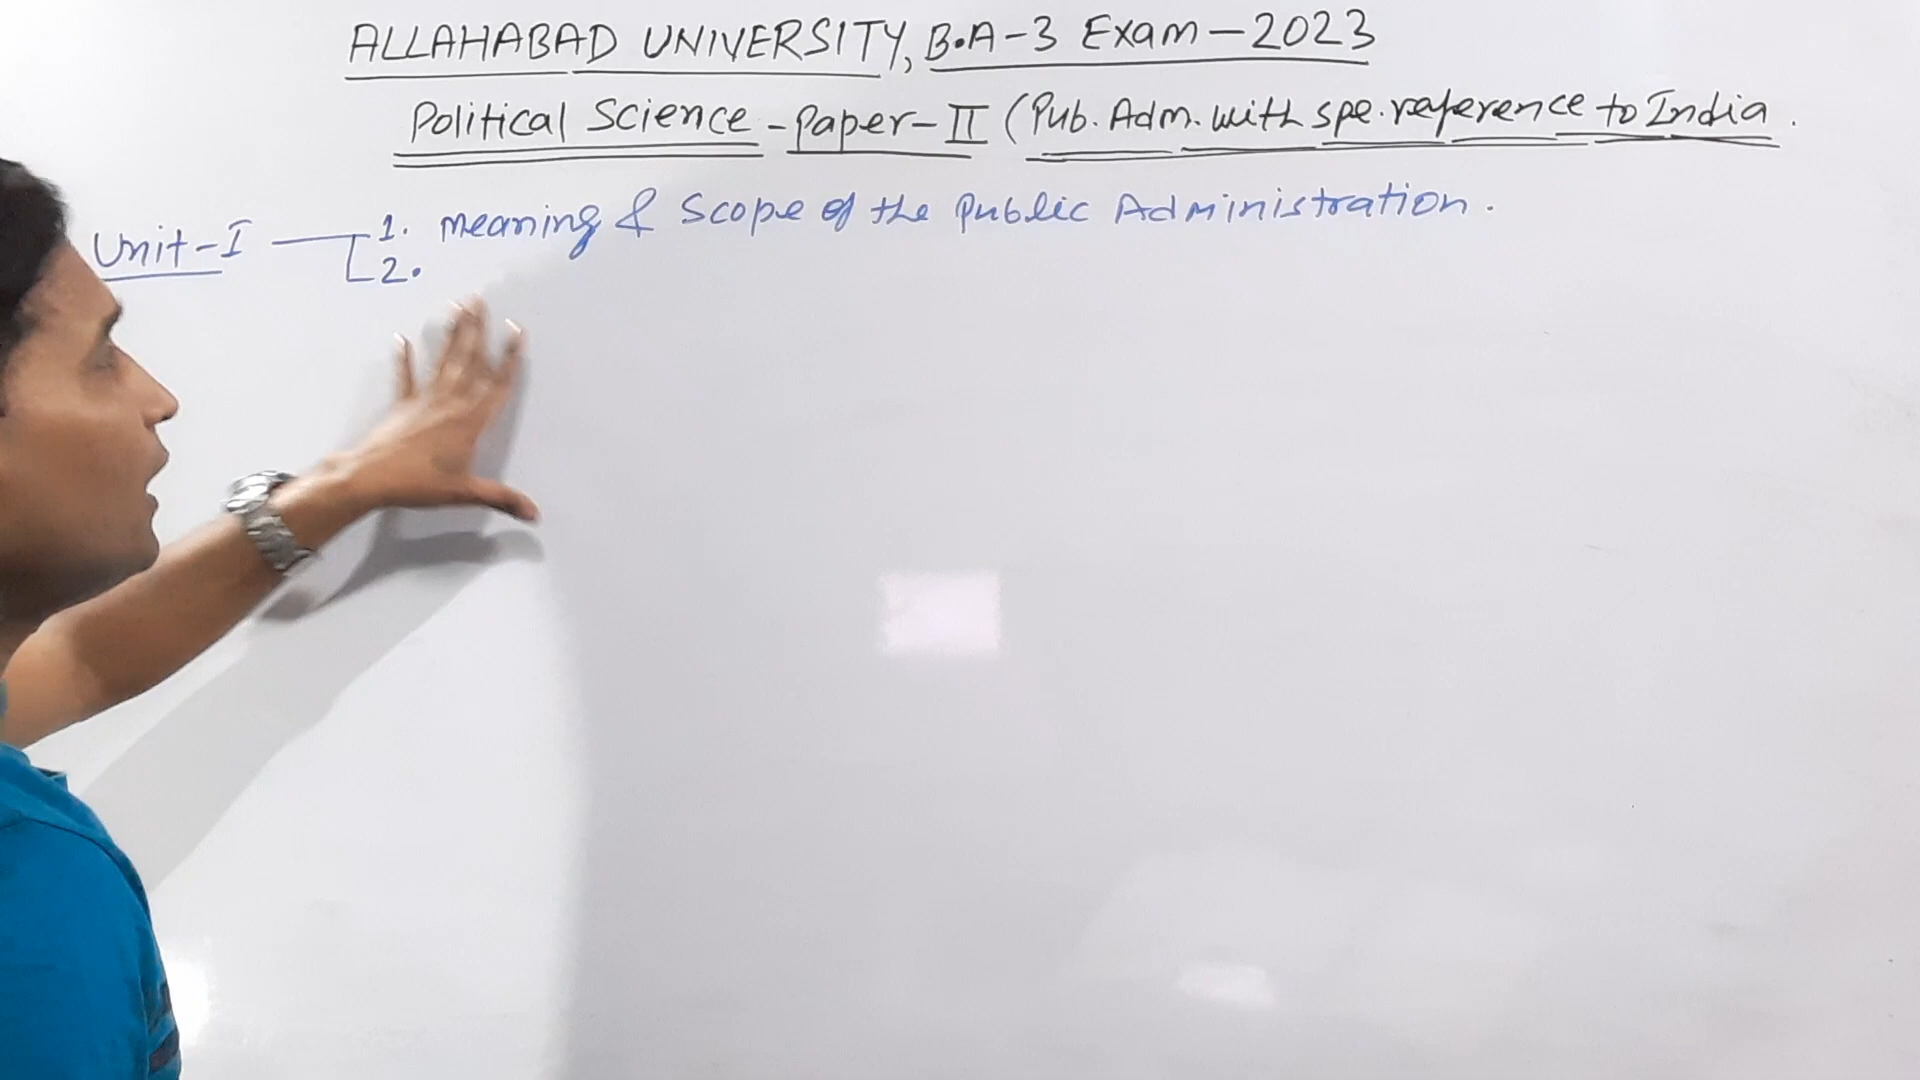 ALLAHABAD UNIVERSITY, B.A-3 Exam-2023
Political Science-Paper-II (Pub. Adm. with spe. reference to India.
Unit-I 1. Meaning & Scope of the Public Administration.
2.